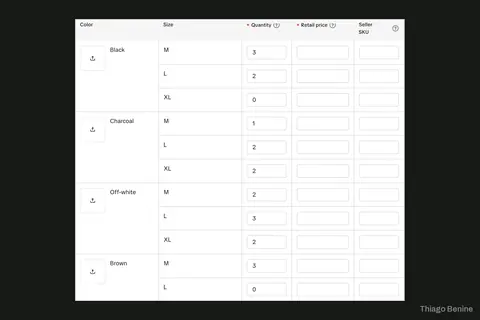 Color Size * Quantity ? * Retail price ? Seller SKU ?
Black M 3
L 2
XL 0
Charcoal M 1
L 2
XL 2
Off-white M 2
L 3
XL 2
Brown M 3
L 0
Thiago Benine